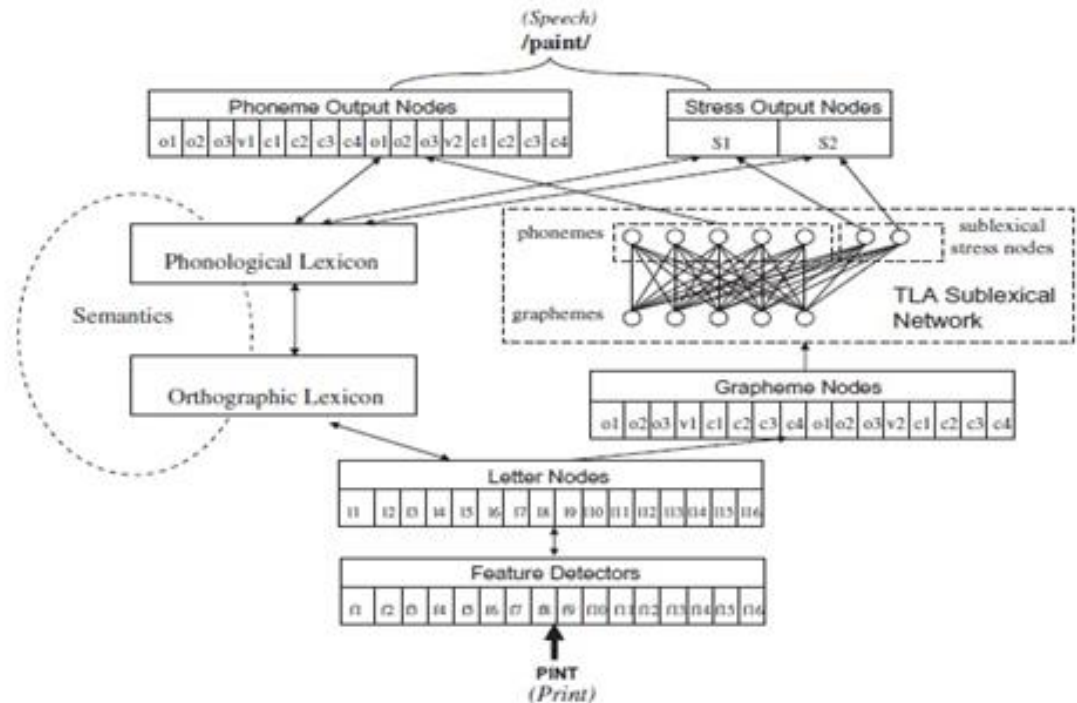 (Speech)
/paint/
Phoneme Output Nodes
o1 o2 o3 v1 c1 c2 c3 c4 o1 o2 o3 v2 c1 c2 c3 c4
Stress Output Nodes
S1 S2
phonemes
sublexical
stress nodes
Phonological Lexicon
Semantics
TLA Sublexical
Network
graphemes
Orthographic Lexicon
Grapheme Nodes
o1 o2 o3 v1 c1 c2 c3 c4 o1 o2 o3 v2 c1 c2 c3 c4
Letter Nodes
l1 l2 l3 l4 l5 l6 l7 l8 l9 l10 l11 l12 l13 l14 l15 l16
Feature Detectors
f1 f2 f3 f4 f5 f6 f7 f8 f9 f10 f11 f12 f13 f14 f15 f16
PINT
(Print)